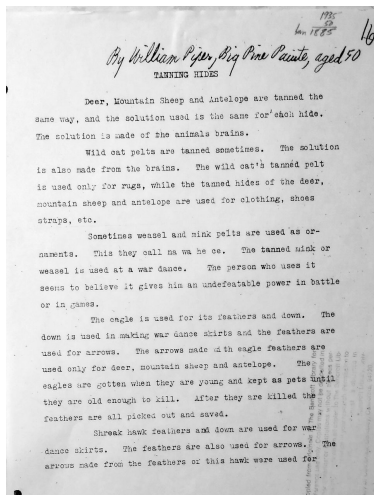 1935
50
1885
16
By William Piper, Big Pine Paiute, aged 50
TANNING HIDES
Deer, Mountain Sheep and Antelope are tanned the
same way, and the solution used is the same for each hide.
The solution is made of the animals brains.
Wild cat pelts are tanned sometimes. The solution
is also made from the brains. The wild cat's tanned pelt
is used only for rugs, while the tanned hides of the deer,
mountain sheep and antelope are used for clothing, shoes
straps, etc.
Sometimes weasel and mink pelts are used as or-
naments. This they call na wa he ce. The tanned mink or
weasel is used at a war dance. The person who uses it
seems to believe it gives him an undefeatable power in battle
or in games.
The eagle is used for its feathers and down. The
down is used in making war dance skirts and the feathers are
used for arrows. The arrows made with eagle feathers are
used only for deer, mountain sheep and antelope. The
eagles are gotten when they are young and kept as pets until
they are old enough to kill. After they are killed the
feathers are all picked out and saved.
Shreak hawk feathers and down are used for war
dance skirts. The feathers are also used for arrows. The
arrows made from the feathers of this hawk were used for